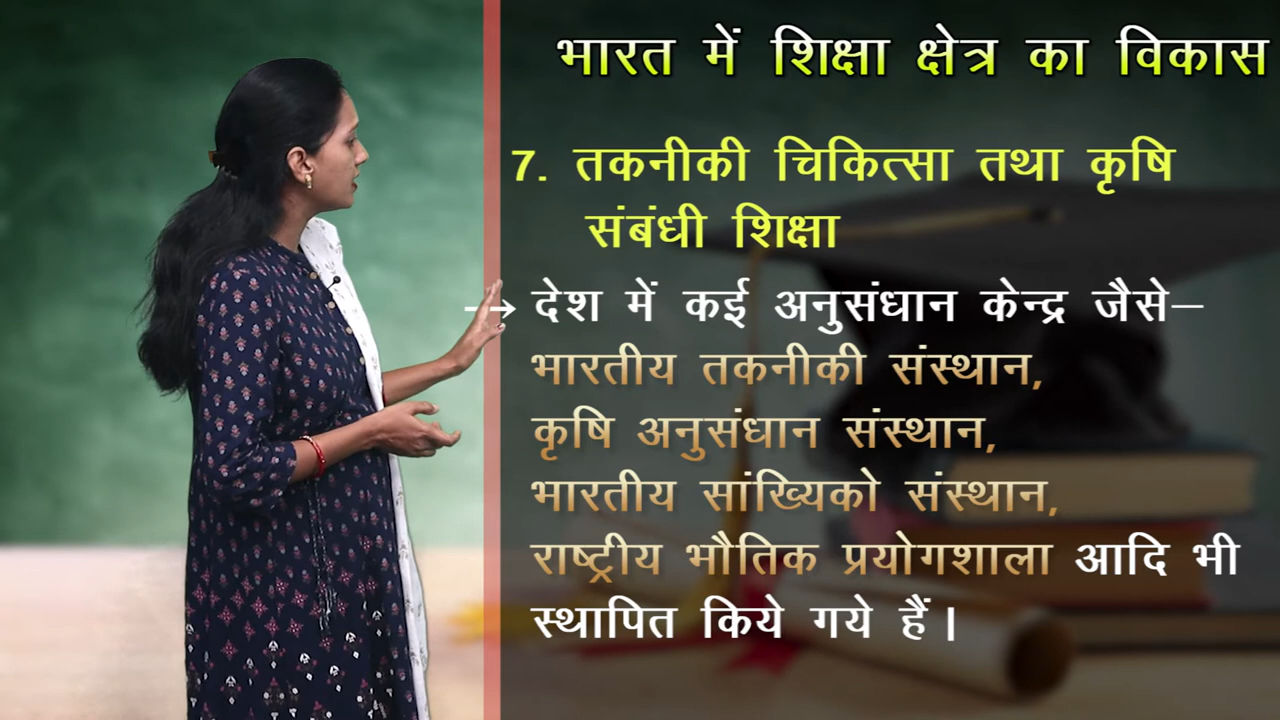 भारत में शिक्षा क्षेत्र का विकास
7. तकनीकी चिकित्सा तथा कृषि
संबंधी शिक्षा
→ देश में कई अनुसंधान केन्द्र जैसे–
भारतीय तकनीकी संस्थान,
कृषि अनुसंधान संस्थान,
भारतीय सांख्यिको संस्थान,
राष्ट्रीय भौतिक प्रयोगशाला आदि भी
स्थापित किये गये हैं।